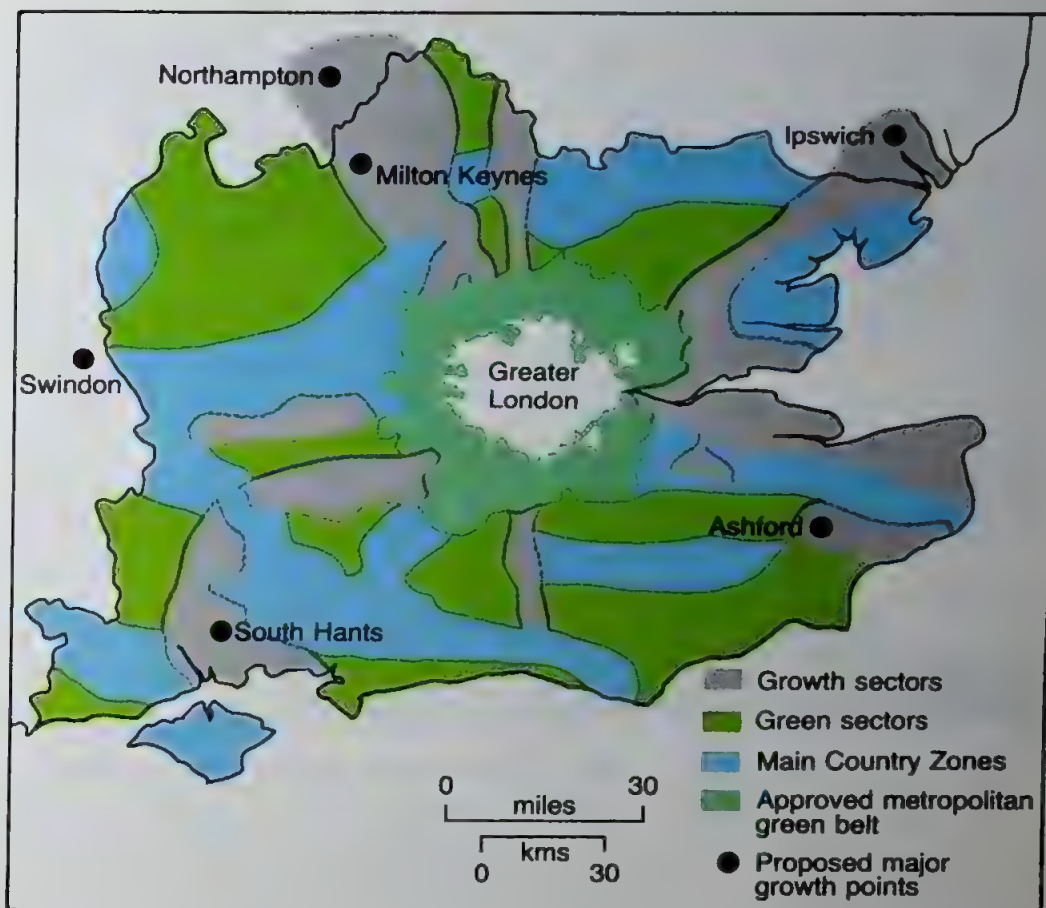 Northampton
Ipswich
Milton Keynes
Swindon
Greater
London
Ashford
South Hants
Growth sectors
Green sectors
Main Country Zones
Approved metropolitan
green belt
Proposed major
growth points
0 30
miles
kms
0 30